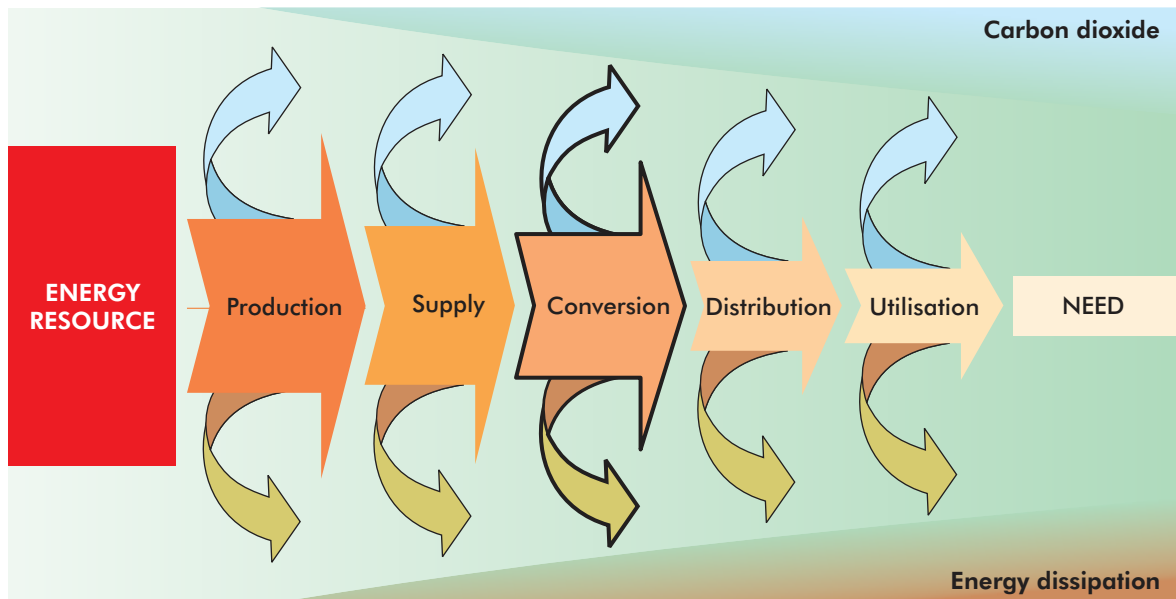 Carbon dioxide
ENERGY
RESOURCE
Production
Supply
Conversion
Distribution
Utilisation
NEED
Energy dissipation